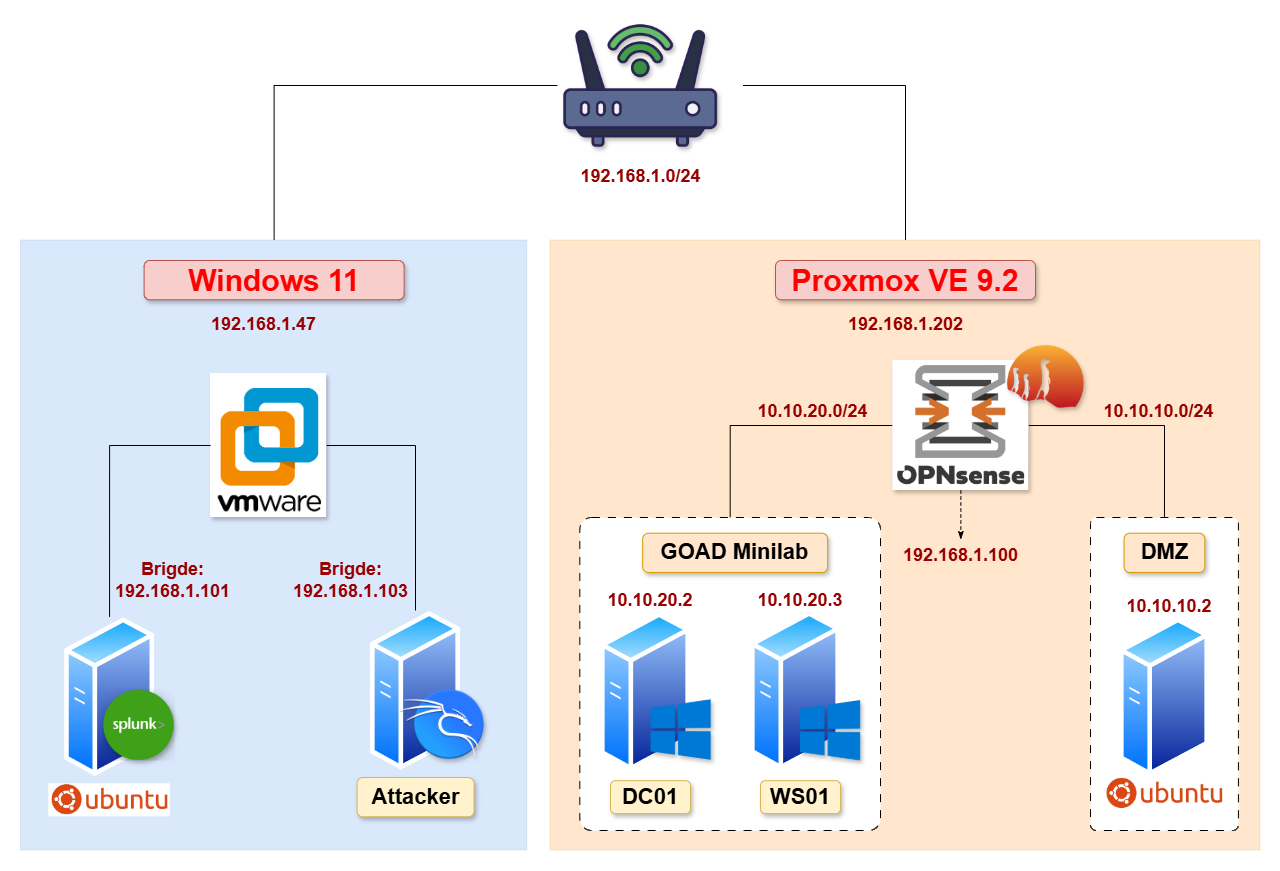 192.168.1.0/24
Windows 11
192.168.1.47
vmware
Brigde:
192.168.1.101
Brigde:
192.168.1.103
splunk>
ubuntu
Attacker
Proxmox VE 9.2
192.168.1.202
10.10.20.0/24
OPNsense
10.10.10.0/24
192.168.1.100
GOAD Minilab
10.10.20.2
10.10.20.3
DC01
WS01
DMZ
10.10.10.2
ubuntu